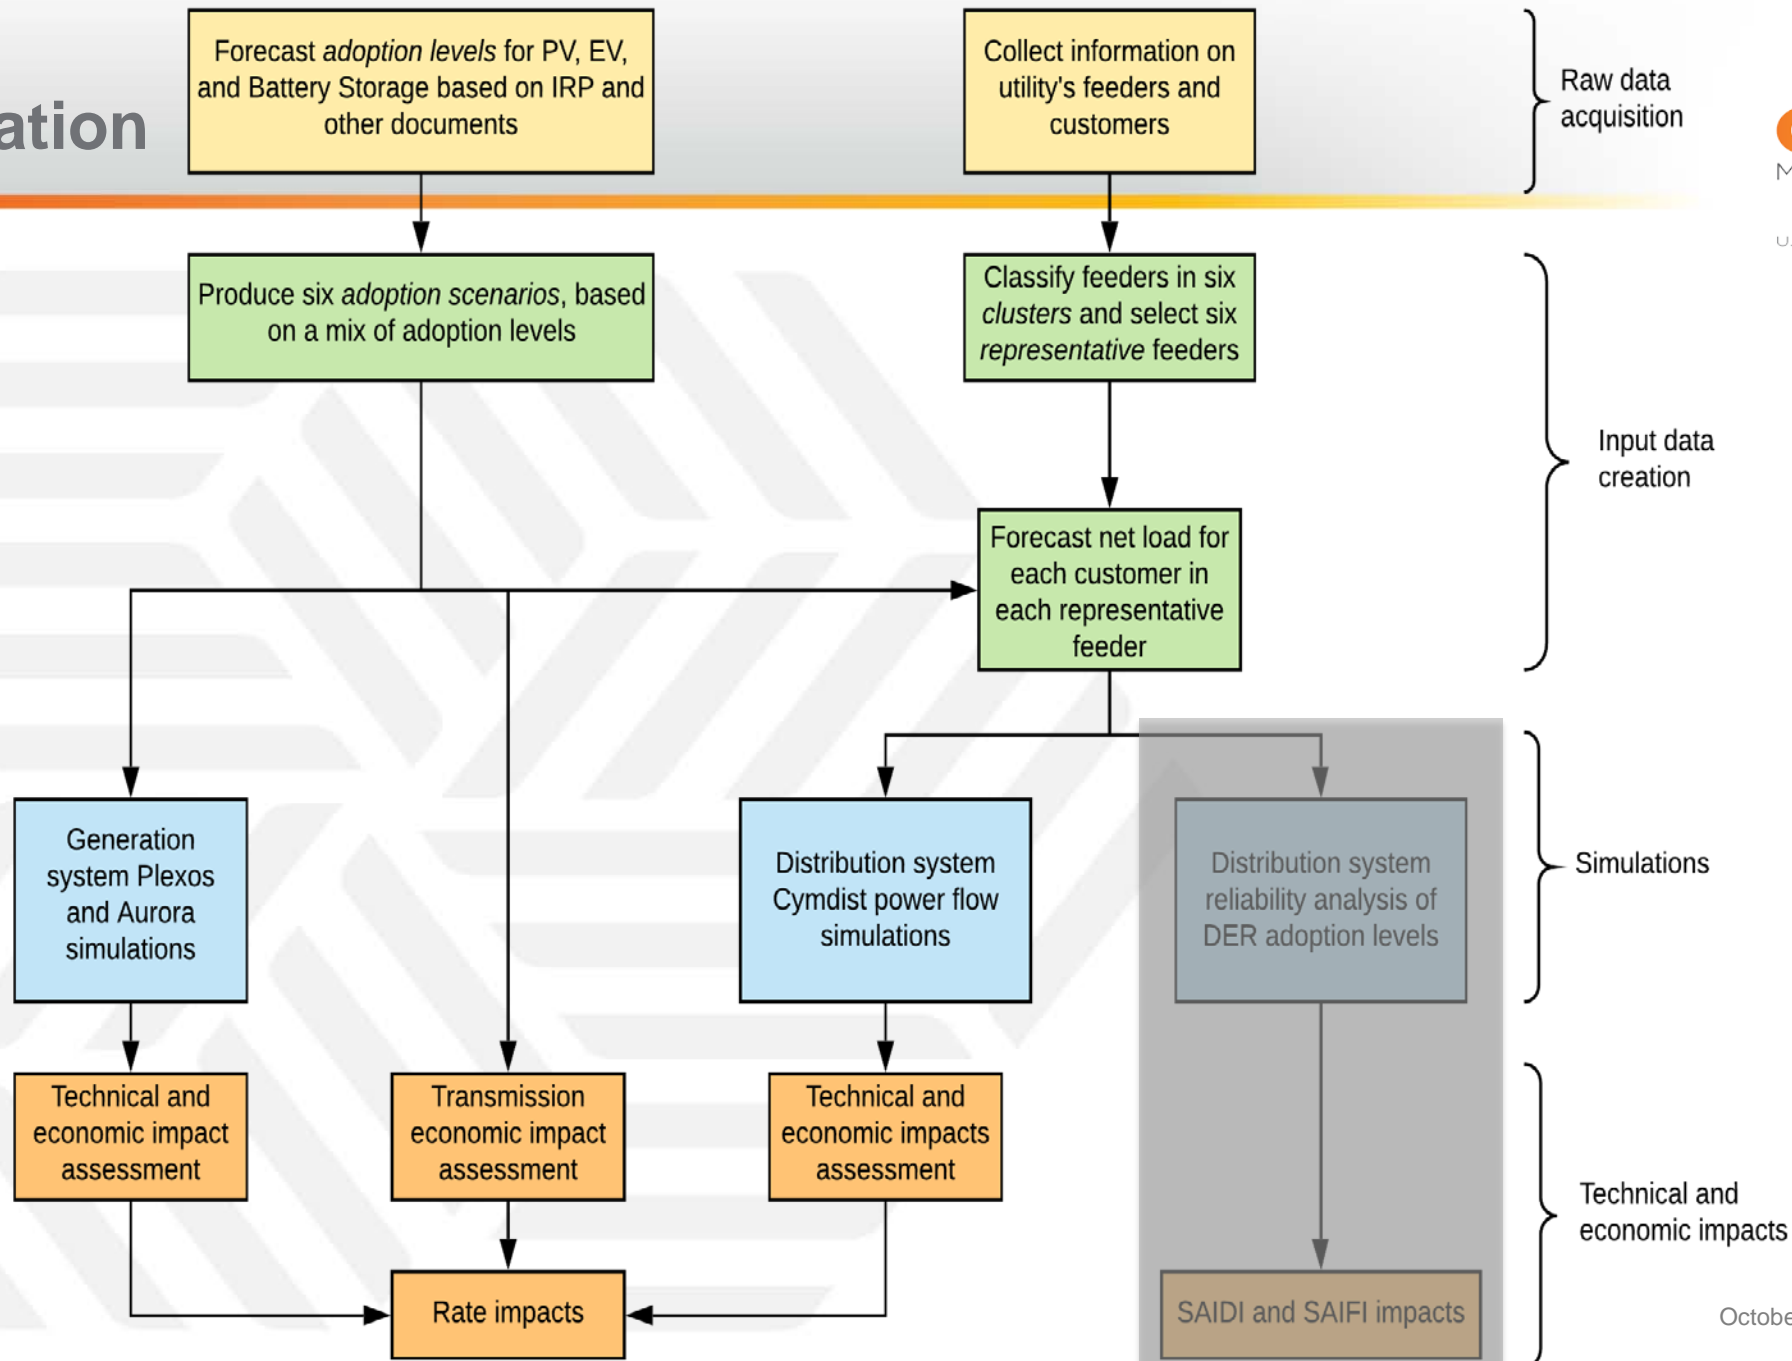 ation
Forecast adoption levels for PV, EV,
and Battery Storage based on IRP and
other documents
Collect information on
utility's feeders and
customers
Raw data
acquisition
Produce six adoption scenarios, based
on a mix of adoption levels
Classify feeders in six
clusters and select six
representative feeders
Input data
creation
Forecast net load for
each customer in
each representative
feeder
Generation
system Plexos
and Aurora
simulations
Distribution system
Cymdist power flow
simulations
Distribution system
reliability analysis of
DER adoption levels
Simulations
Technical and
economic impact
assessment
Transmission
economic impact
assessment
Technical and
economic impacts
assessment
Technical and
economic impacts
Rate impacts
SAIDI and SAIFI impacts
Octobe